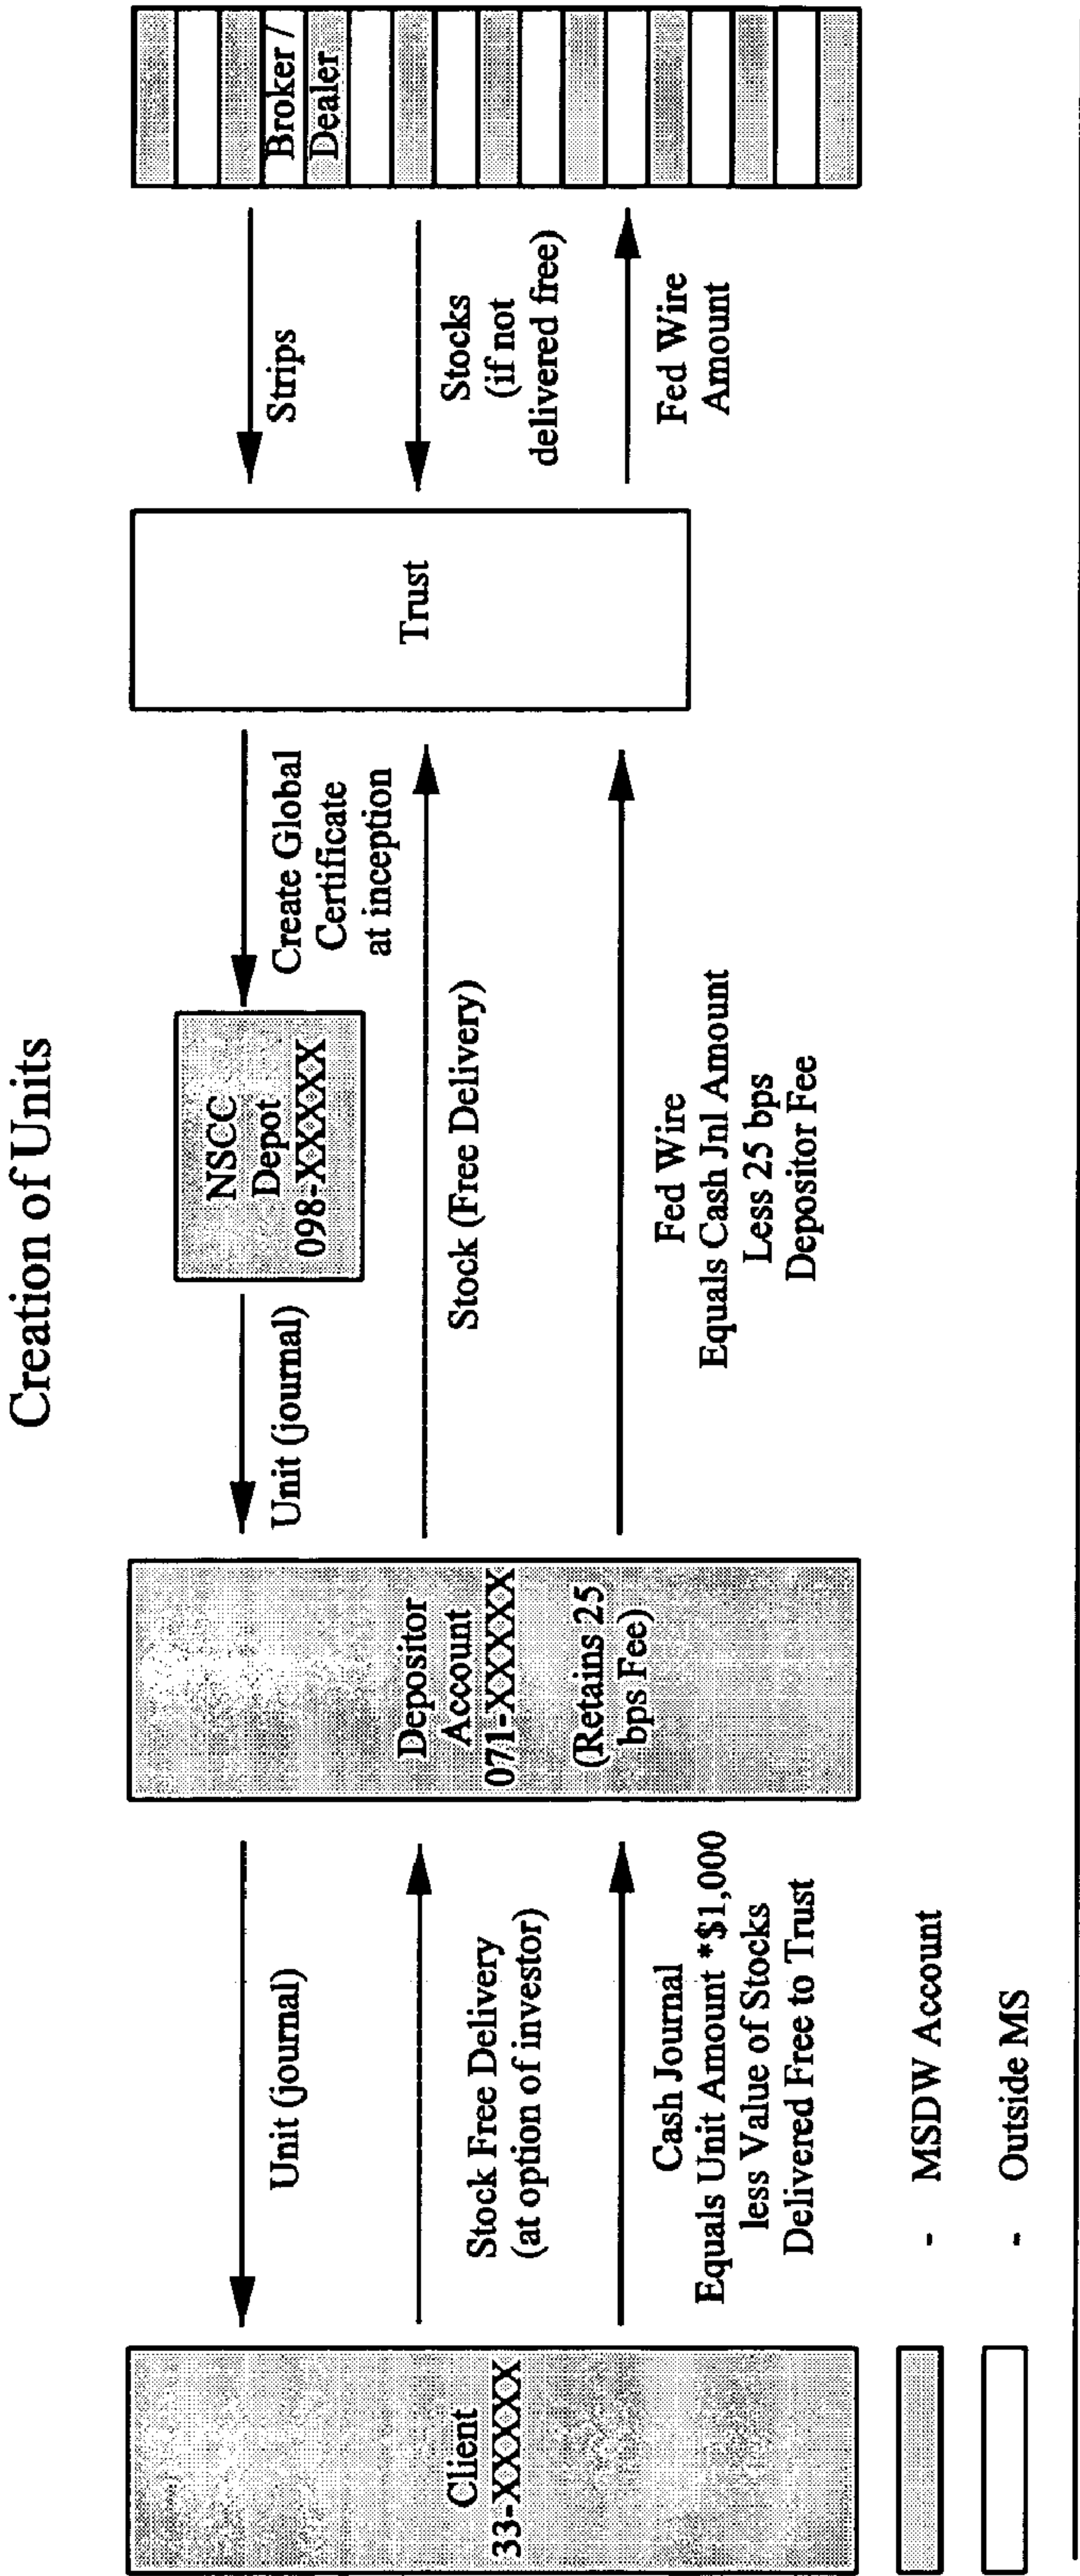 Creation of Units
Client
33-XXXXX
Unit (journal)
Stock Free Delivery
(at option of investor)
Cash Journal
Equals Unit Amount *$1,000
less Value of Stocks
Delivered Free to Trust
Depositor
Account
071-XXXXX
(Retains 25
bps Fee)
Unit (journal)
NSCC
Depot
098-XXXXX
Create Global
Certificate
at inception
Stock (Free Delivery)
Fed Wire
Equals Cash Jnl Amount
Less 25 bps
Depositor Fee
Trust
Strips
Stocks
(if not
delivered free)
Fed Wire
Amount
Broker /
Dealer
- MSDW Account
- Outside MS